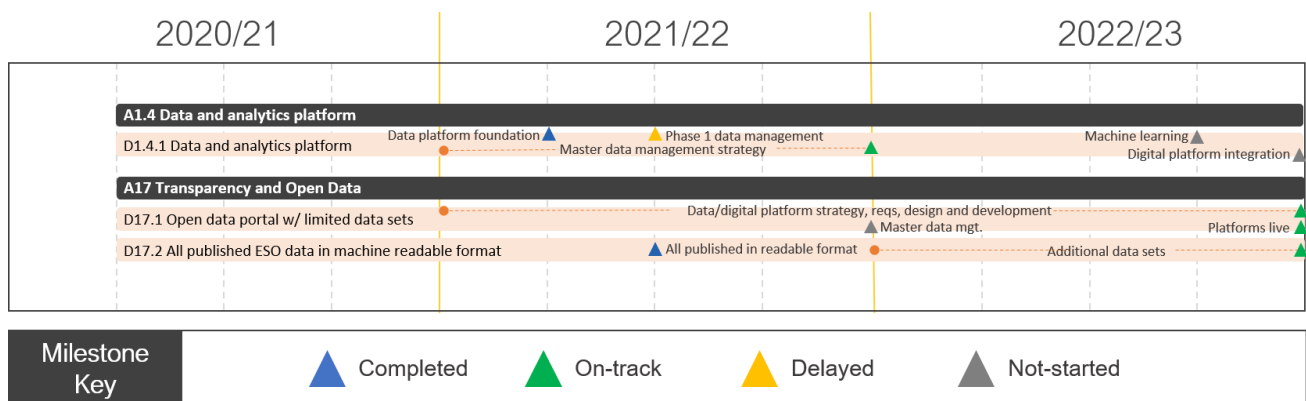 2020/21
2021/22
2022/23
A1.4 Data and analytics platform
Data platform foundation
Phase 1 data management
Machine learning
D1.4.1 Data and analytics platform
Master data management strategy
Digital platform integration
A17 Transparency and Open Data
D17.1 Open data portal w/ limited data sets
Data/digital platform strategy, reqs, design and development
Master data mgt.
Platforms live
D17.2 All published ESO data in machine readable format
All published in readable format
Additional data sets
Milestone
Key
Completed
On-track
Delayed
Not-started